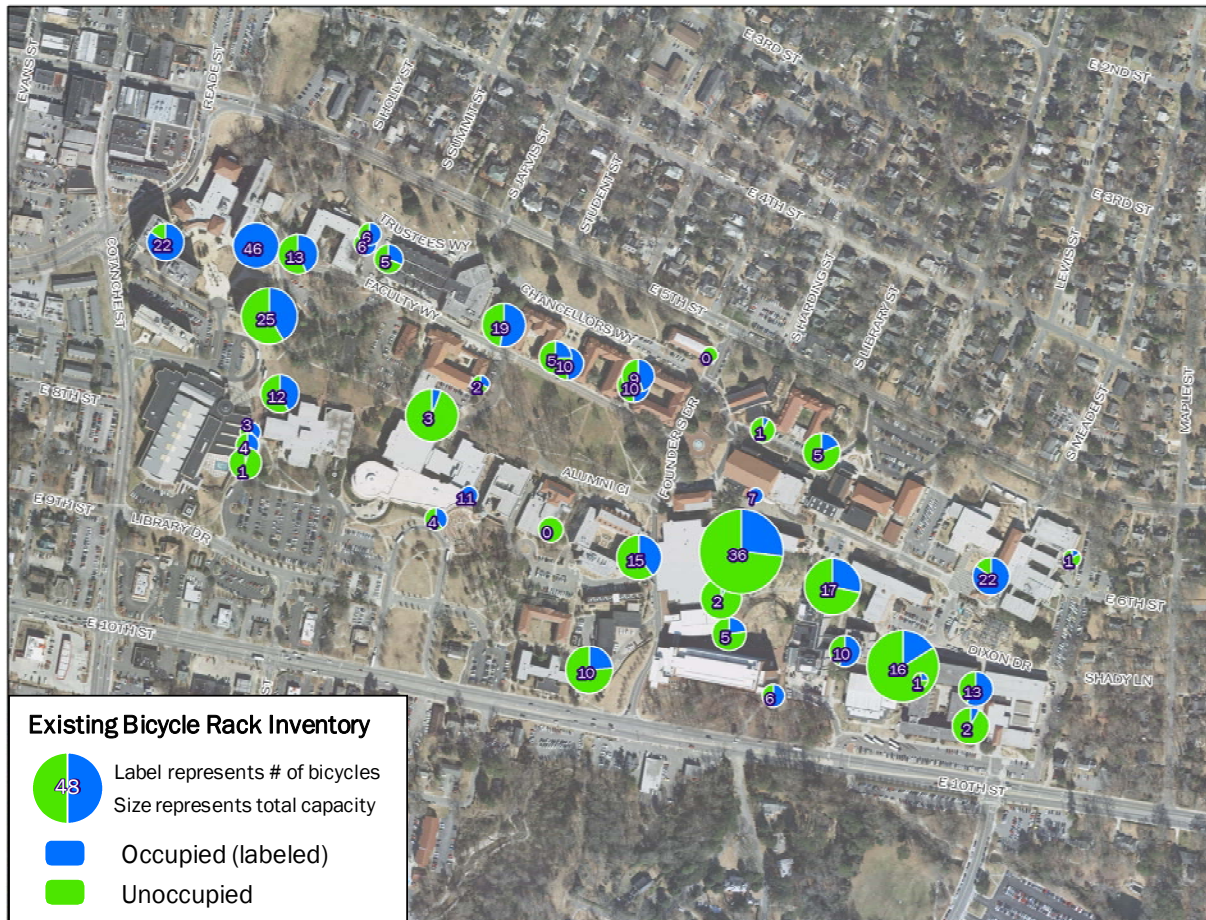 E 3RD ST
E 2ND ST
EVANS ST
READE ST
S HOLLY ST
S SUMMIT ST
S JARVIS ST
STUDENT ST
E 4TH ST
E 3RD ST
LEWIS ST
TRUSTEES WY
COTANCHE ST
FACULTY WY
CHANCELLORS WY
E 5TH ST
S HARDING ST
S LIBRARY ST
S MEADE ST
MAPLE ST
E 8TH ST
FOUNDERS DR
ALUMNI CI
E 9TH ST
LIBRARY DR
E 10TH ST
E 6TH ST
DIXON DR
SHADY LN
E 10TH ST
ST
22
46
13
6
6
5
25
19
5
10
9
10
0
12
2
3
3
4
1
1
5
11
4
0
7
15
36
2
5
17
22
1
10
10
16
1
13
6
2
Existing Bicycle Rack Inventory
48
Label represents # of bicycles
Size represents total capacity
Occupied (labeled)
Unoccupied